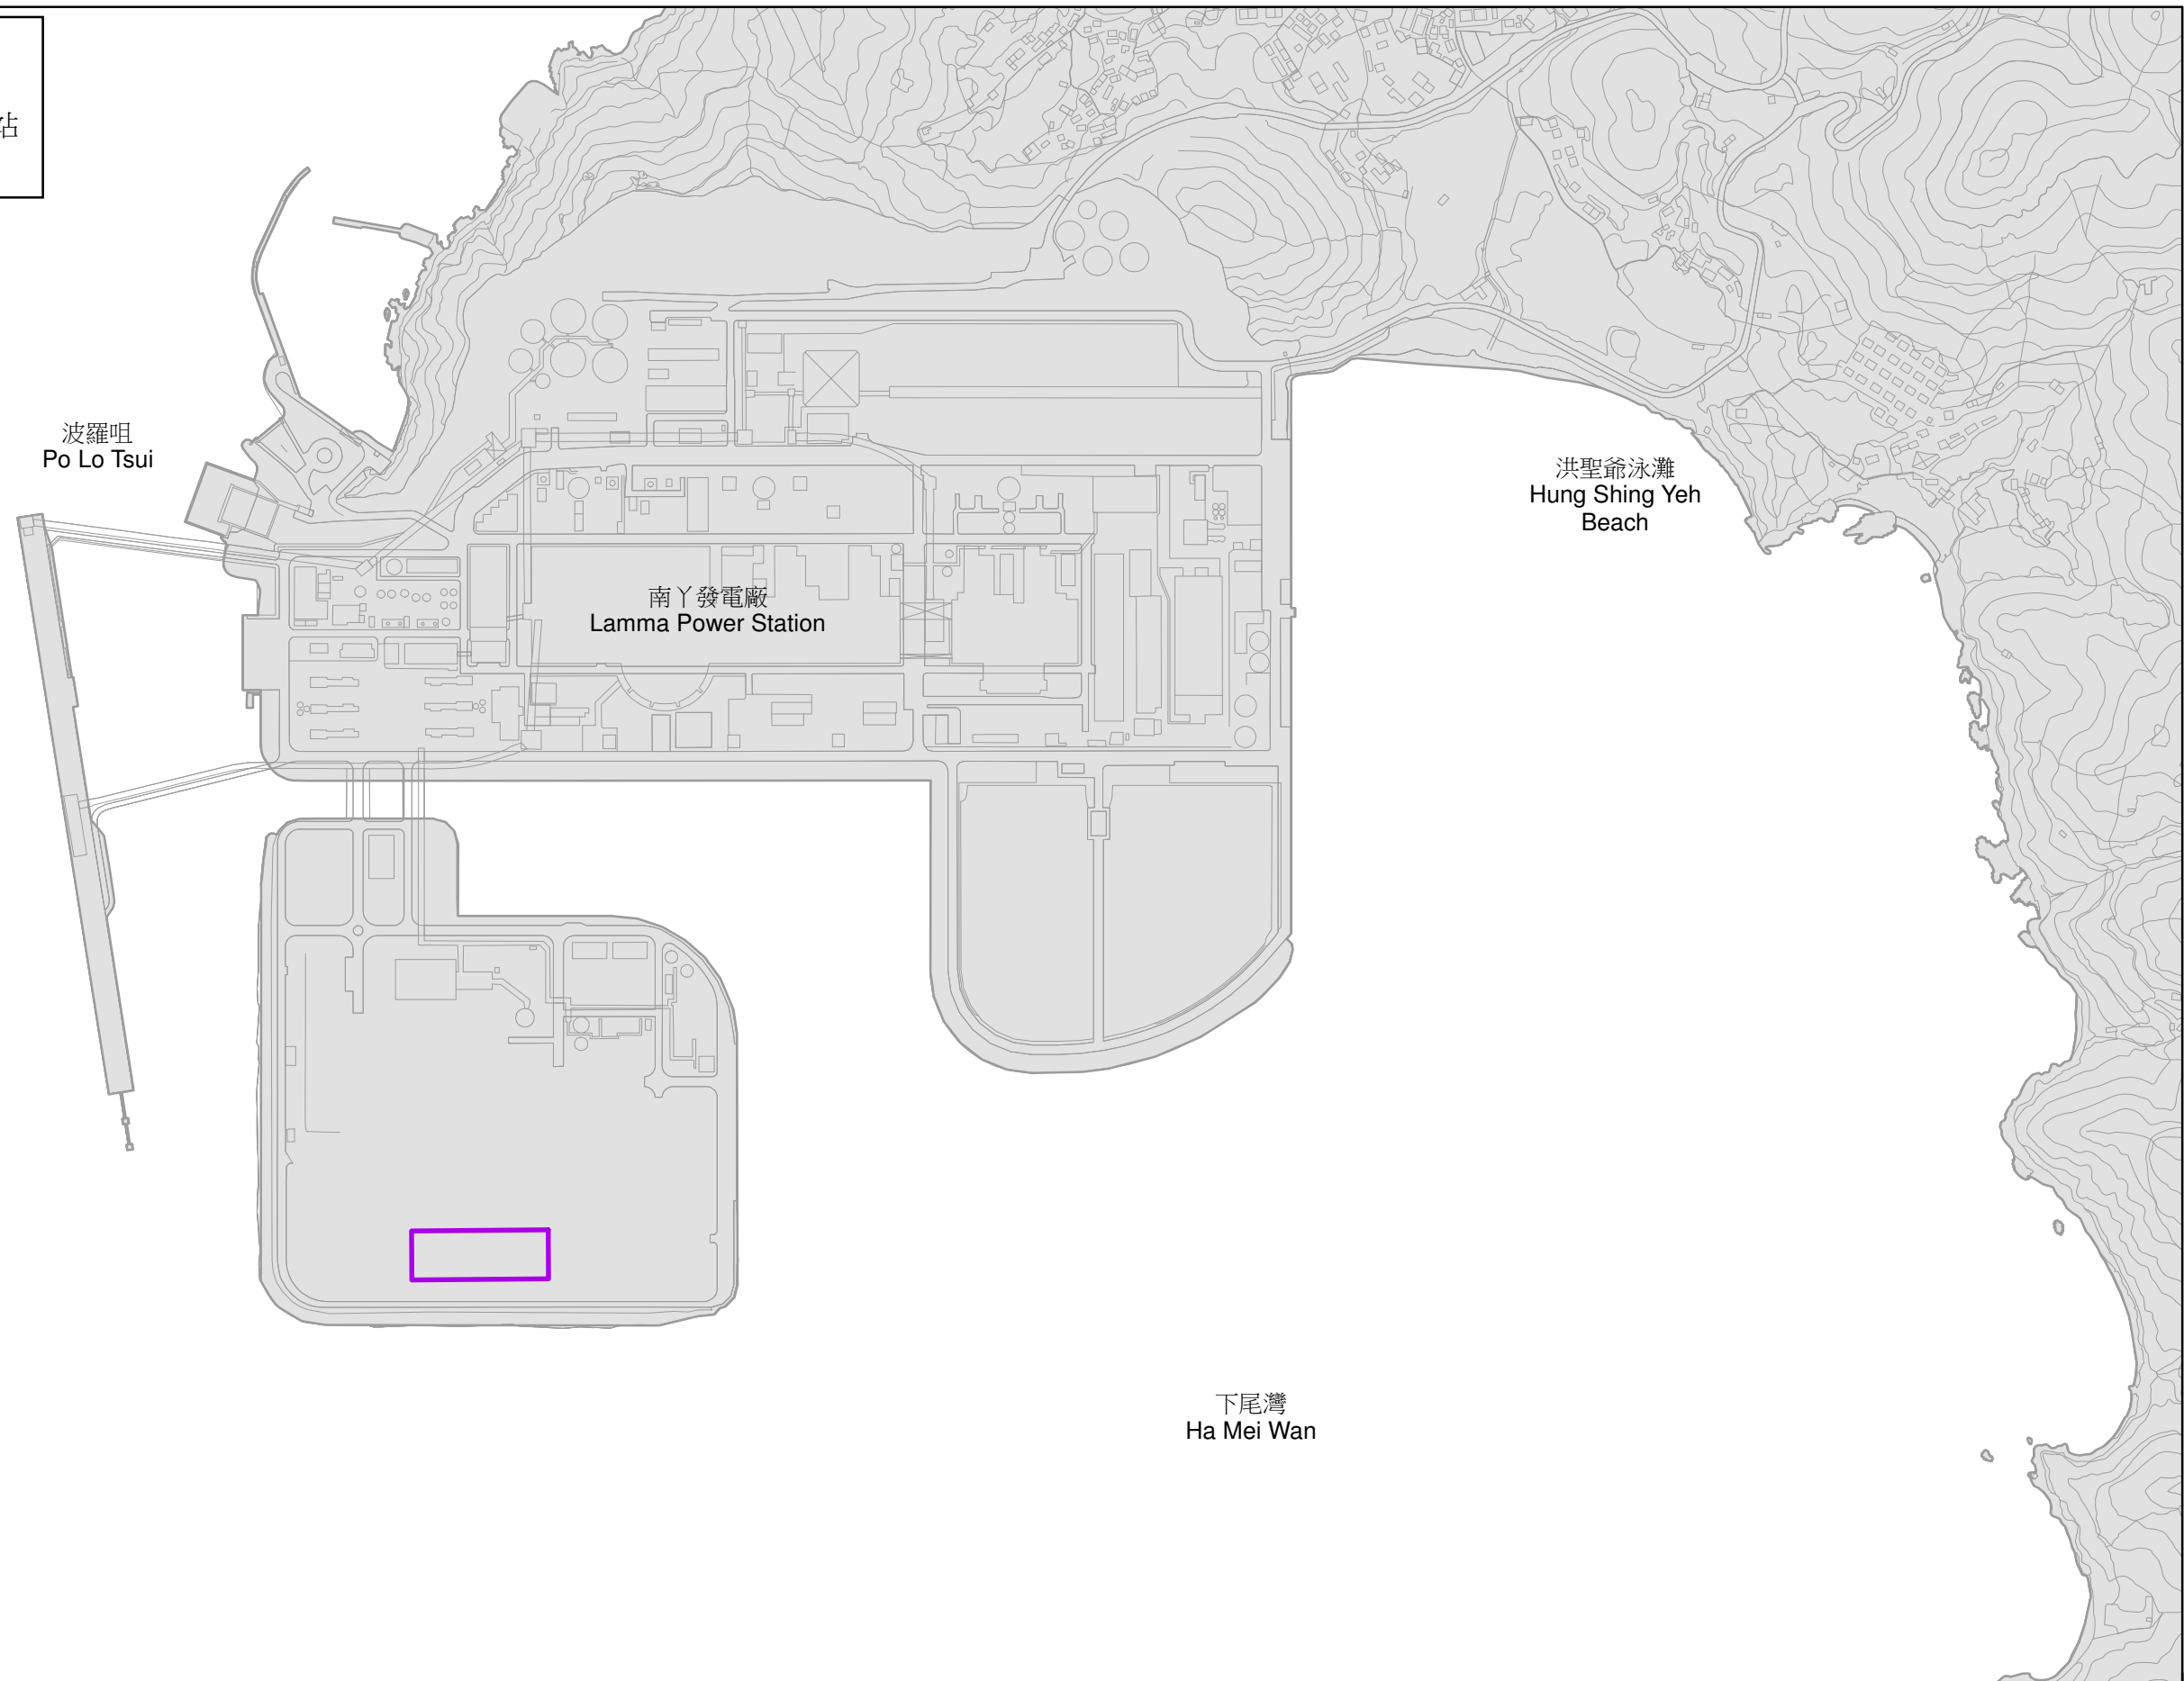 站
波羅咀
Po Lo Tsui
洪聖爺泳灘
Hung Shing Yeh
Beach
南丫發電廠
Lamma Power Station
下尾灣
Ha Mei Wan